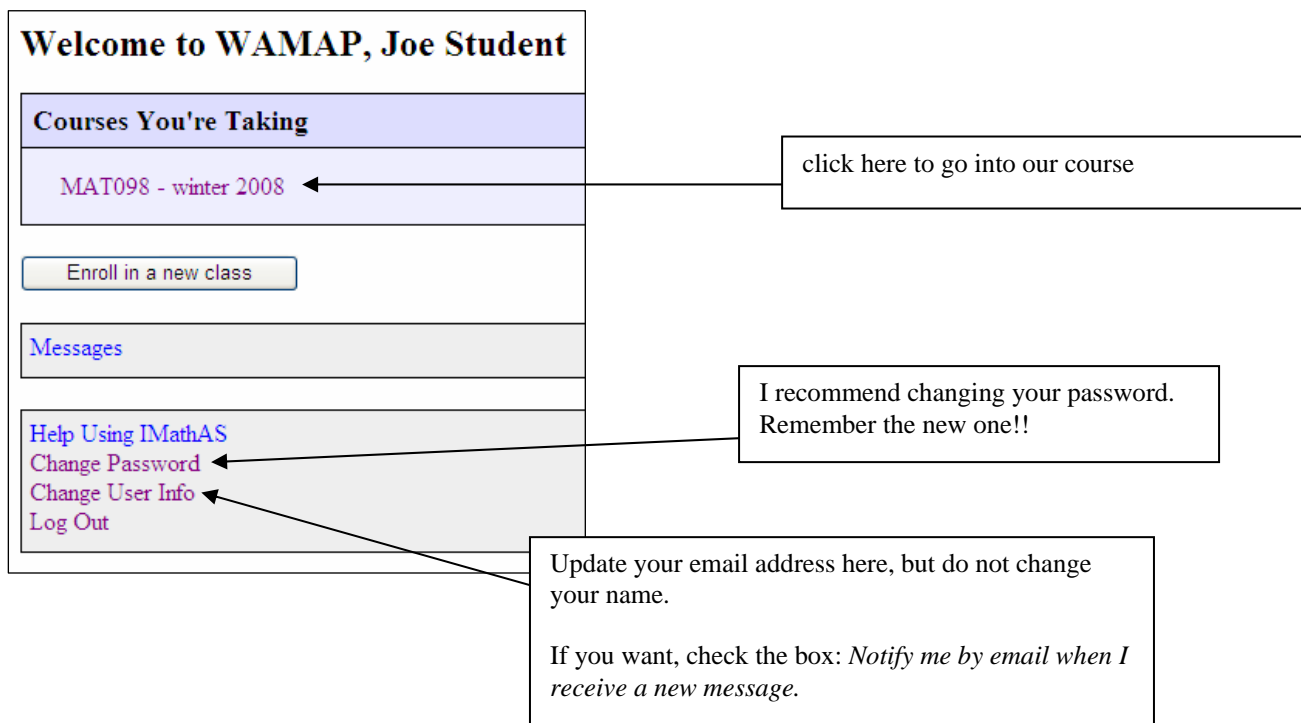 Welcome to WAMAP, Joe Student
Courses You're Taking
MAT098 - winter 2008
click here to go into our course
Enroll in a new class
Messages
I recommend changing your password.
Remember the new one!!
Help Using IMathAS
Change Password
Change User Info
Log Out
Update your email address here, but do not change
your name.
If you want, check the box: Notify me by email when I
receive a new message.